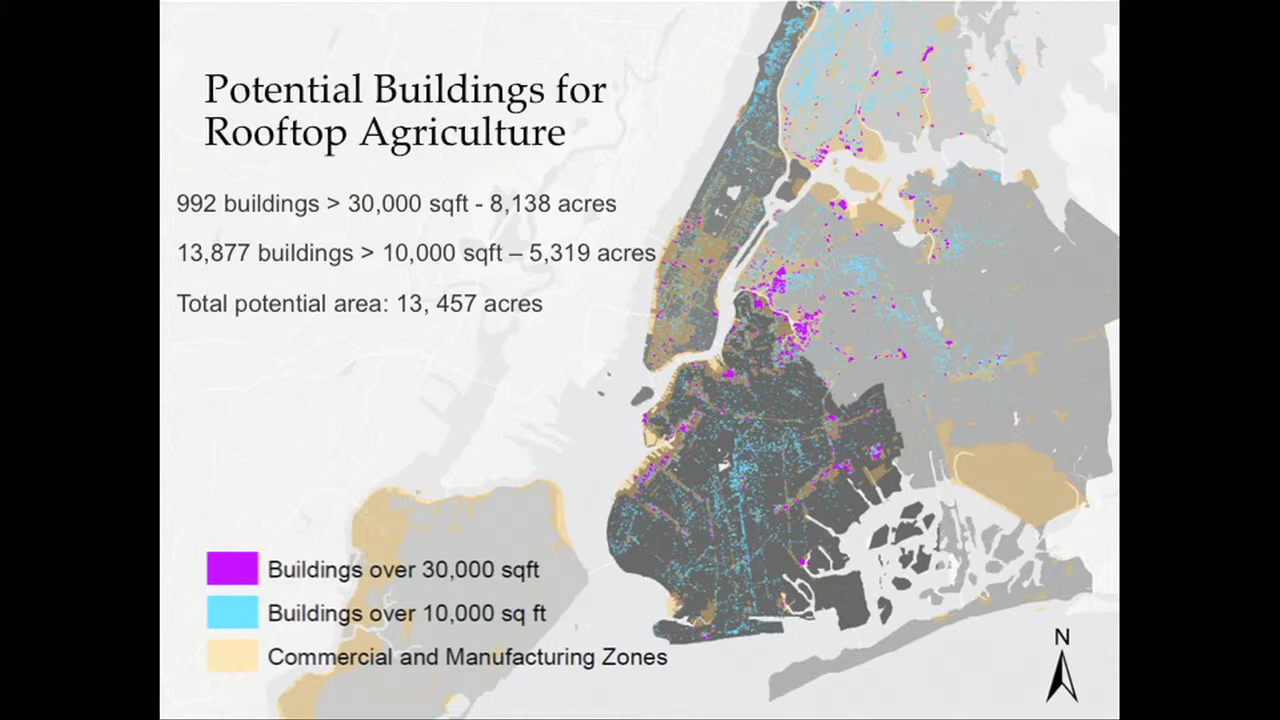 Potential Buildings for
Rooftop Agriculture
992 buildings > 30,000 sqft - 8,138 acres
13,877 buildings > 10,000 sqft – 5,319 acres
Total potential area: 13, 457 acres
Buildings over 30,000 sqft
Buildings over 10,000 sq ft
Commercial and Manufacturing Zones
N